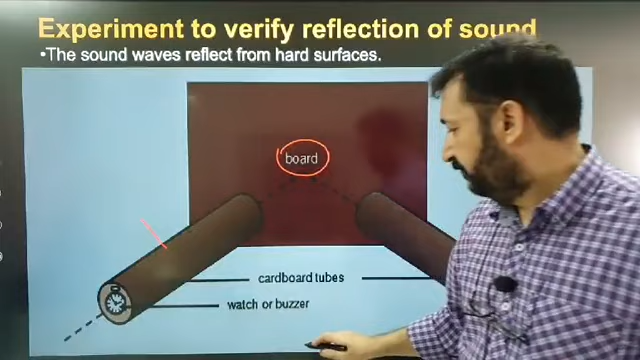 Experiment to verify reflection of sound
•The sound waves reflect from hard surfaces.
board
cardboard tubes
watch or buzzer